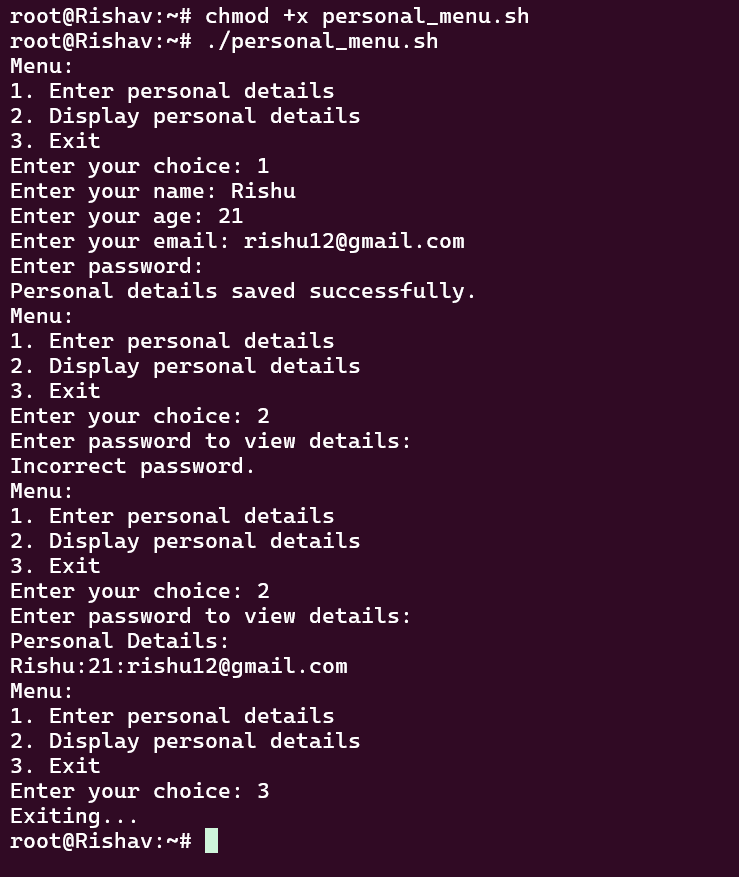 root@Rishav:~# chmod +x personal_menu.sh
root@Rishav:~# ./personal_menu.sh
Menu:
1. Enter personal details
2. Display personal details
3. Exit
Enter your choice: 1
Enter your name: Rishu
Enter your age: 21
Enter your email: rishu12@gmail.com
Enter password:
Personal details saved successfully.
Menu:
1. Enter personal details
2. Display personal details
3. Exit
Enter your choice: 2
Enter password to view details:
Incorrect password.
Menu:
1. Enter personal details
2. Display personal details
3. Exit
Enter your choice: 2
Enter password to view details:
Personal Details:
Rishu:21:rishu12@gmail.com
Menu:
1. Enter personal details
2. Display personal details
3. Exit
Enter your choice: 3
Exiting...
root@Rishav:~#